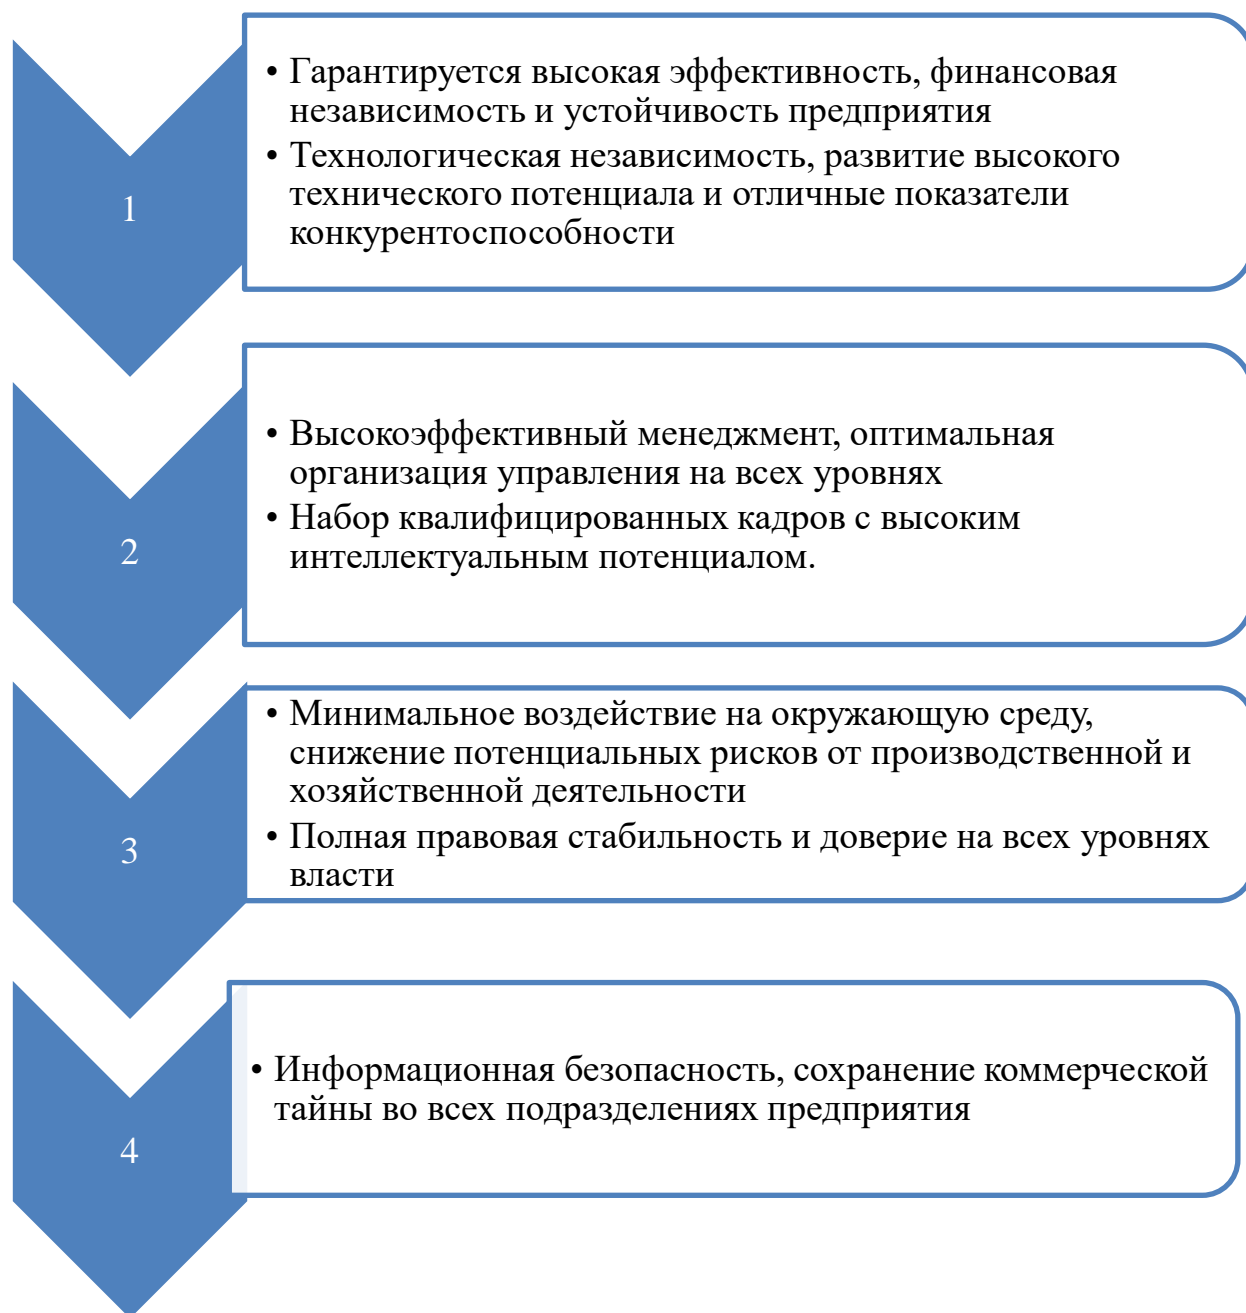 1
• Гарантируется высокая эффективность, финансовая
независимость и устойчивость предприятия
• Технологическая независимость, развитие высокого
технического потенциала и отличные показатели
конкурентоспособности
2
• Высокоэффективный менеджмент, оптимальная
организация управления на всех уровнях
• Набор квалифицированных кадров с высоким
интеллектуальным потенциалом.
3
• Минимальное воздействие на окружающую среду,
снижение потенциальных рисков от производственной и
хозяйственной деятельности
• Полная правовая стабильность и доверие на всех уровнях
власти
4
• Информационная безопасность, сохранение коммерческой
тайны во всех подразделениях предприятия